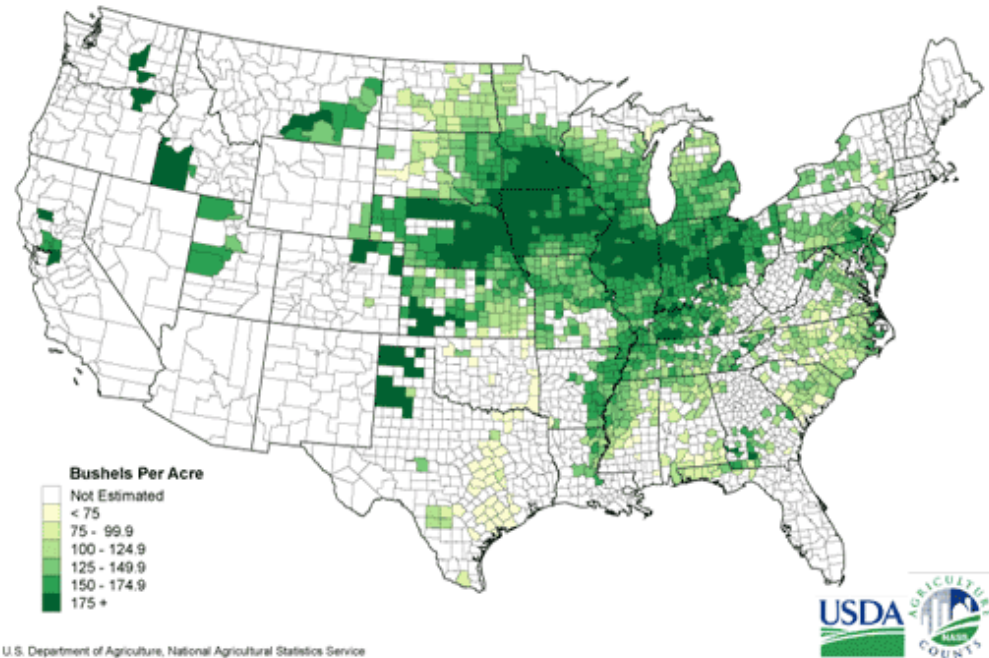 Bushels Per Acre
Not Estimated
< 75
75 - 99.9
100 - 124.9
125 - 149.9
150 - 174.9
175 +
USDA
AGRICULTURE
NASS
COUNTS
U.S. Department of Agriculture, National Agricultural Statistics Service